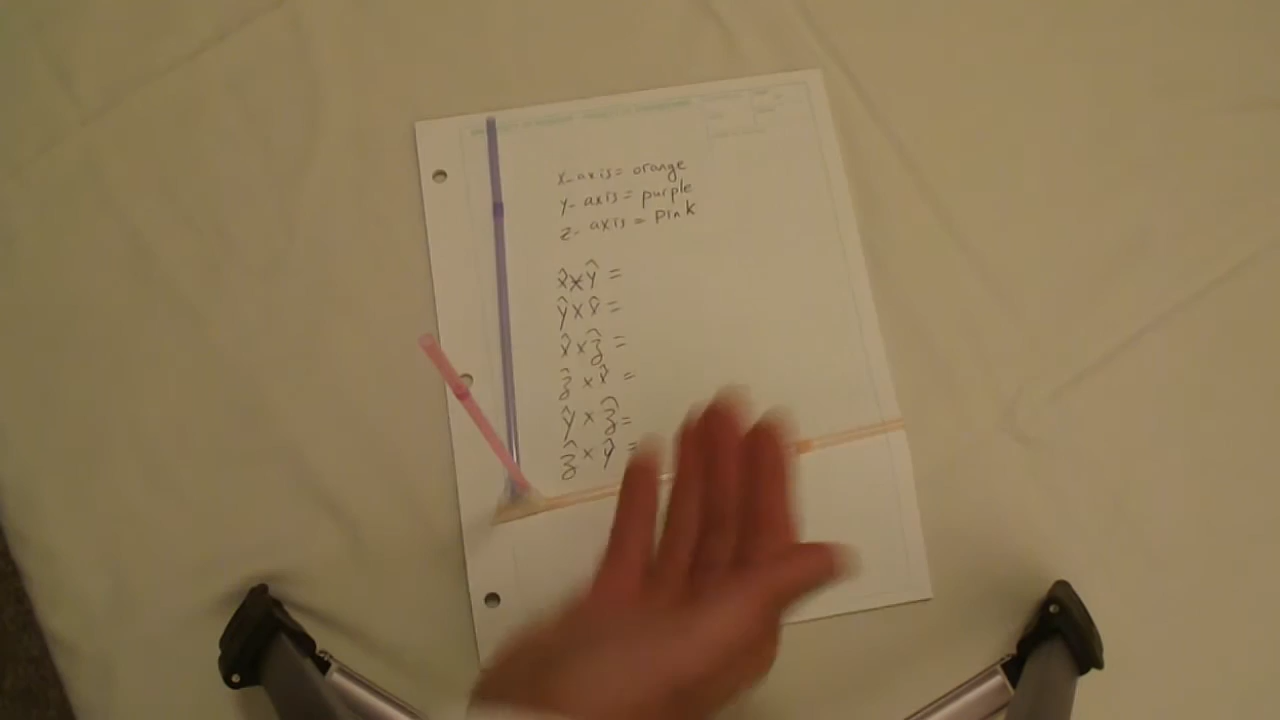 x-axis = orange
y-axis = purple
z-axis = pink
x̂×ŷ =
ŷ×x̂ =
x̂×ẑ =
ẑ×x̂ =
ŷ×ẑ =
ẑ×ŷ =